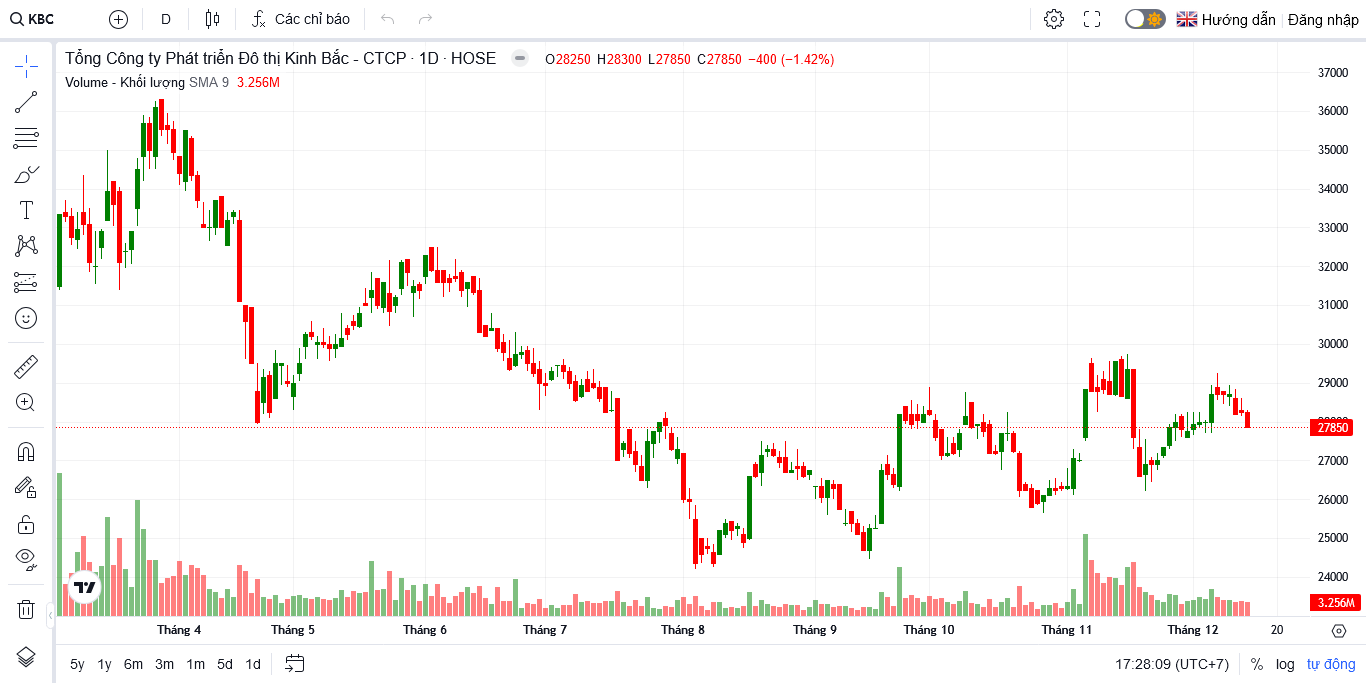 KBC D Các chỉ báo Hướng dẫn Đăng nhập
Tổng Công ty Phát triển Đô thị Kinh Bắc - CTCP · 1D · HOSE O28250 H28300 L27850 C27850 −400 (−1.42%)
Volume - Khối lượng SMA 9 3.256M
37000
36000
35000
34000
33000
32000
31000
30000
29000
28000
27850
27000
26000
25000
24000
3.256M
Tháng 4 Tháng 5 Tháng 6 Tháng 7 Tháng 8 Tháng 9 Tháng 10 Tháng 11 Tháng 12 20
5y 1y 6m 3m 1m 5d 1d 17:28:09 (UTC+7) % log tự động